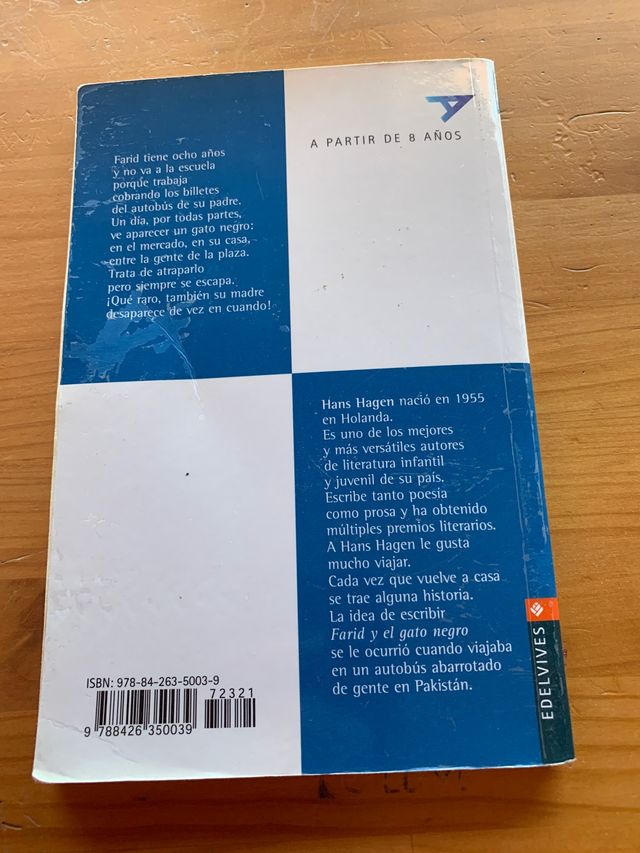 A PARTIR DE 8 AÑOS
Farid tiene ocho años
y no va a la escuela
porque trabaja
cobrando los billetes
del autobús de su padre.
Un día, por todas partes,
ve aparecer un gato negro:
en el mercado, en su casa,
entre la gente de la plaza.
Trata de atraparlo
pero siempre se escapa.
¡Qué raro, también su madre
desaparece de vez en cuando!
Hans Hagen nació en 1955
en Holanda.
Es uno de los mejores
y más versátiles autores
de literatura infantil
y juvenil de su país.
Escribe tanto poesía
como prosa y ha obtenido
múltiples premios literarios.
A Hans Hagen le gusta
mucho viajar.
Cada vez que vuelve a casa
se trae alguna historia.
La idea de escribir
Farid y el gato negro
se le ocurrió cuando viajaba
en un autobús abarrotado
de gente en Pakistán.
ISBN: 978-84-263-5003-9
72321
9 788426 350039
EDELVIVES